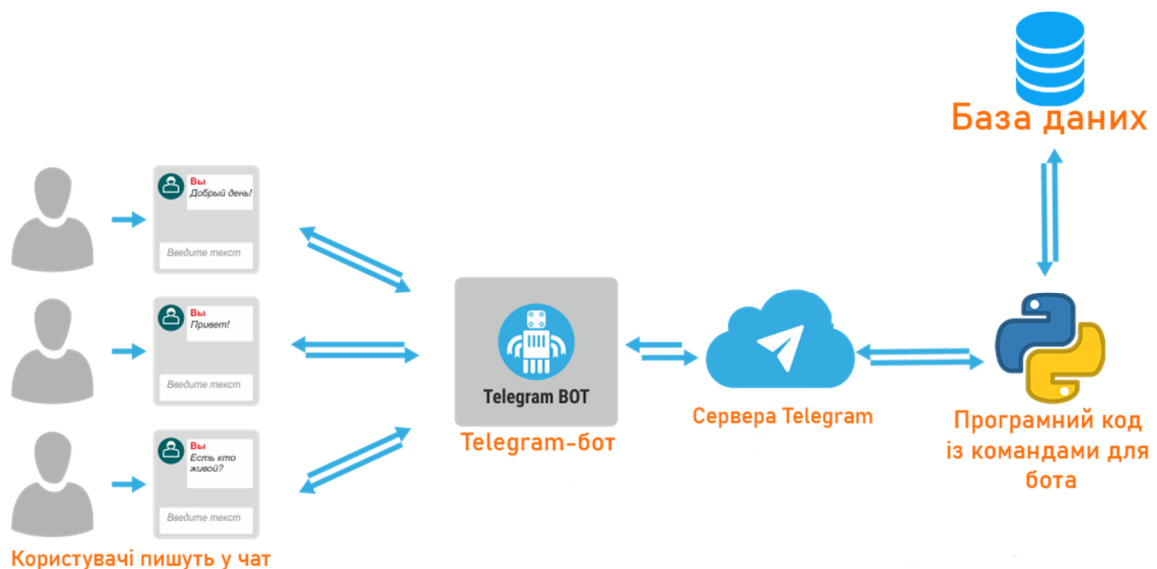 База даних
Вы
Добрый день!
Введите текст
Вы
Привет!
Введите текст
Вы
Есть кто
живой?
Введите текст
Користувачі пишуть у чат
Telegram BOT
Telegram-бот
Сервера Telegram
Програмний код
із командами для
бота